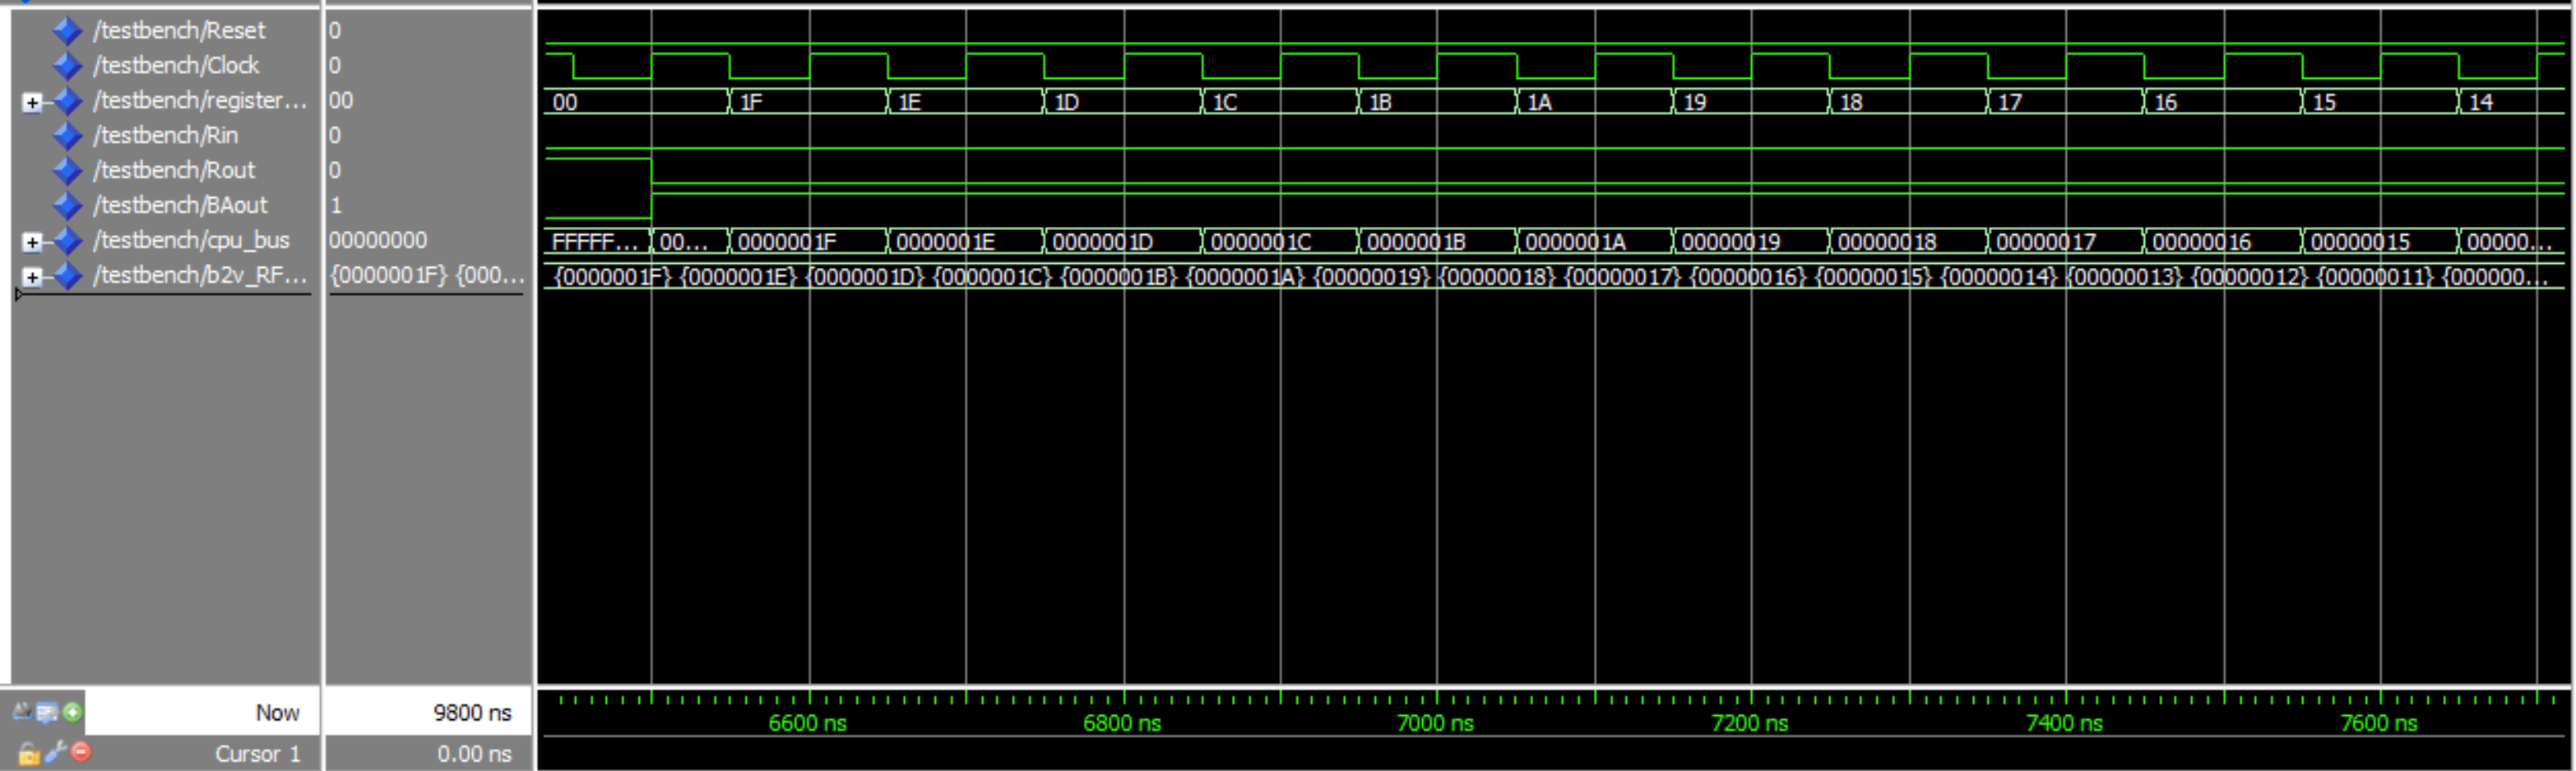 /testbench/Reset 0
/testbench/Clock 0
/testbench/register... 00 00 1F 1E 1D 1C 1B 1A 19 18 17 16 15 14
/testbench/Rin 0
/testbench/Rout 0
/testbench/BAout 1
/testbench/cpu_bus 00000000 FFFFF... 00... 0000001F 0000001E 0000001D 0000001C 0000001B 0000001A 00000019 00000018 00000017 00000016 00000015 00000...
/testbench/b2v_RF... {0000001F} {000... {0000001F} {0000001E} {0000001D} {0000001C} {0000001B} {0000001A} {00000019} {00000018} {00000017} {00000016} {00000015} {00000014} {00000013} {00000012} {00000011} {000000...
Now 9800 ns 6600 ns 6800 ns 7000 ns 7200 ns 7400 ns 7600 ns
Cursor 1 0.00 ns